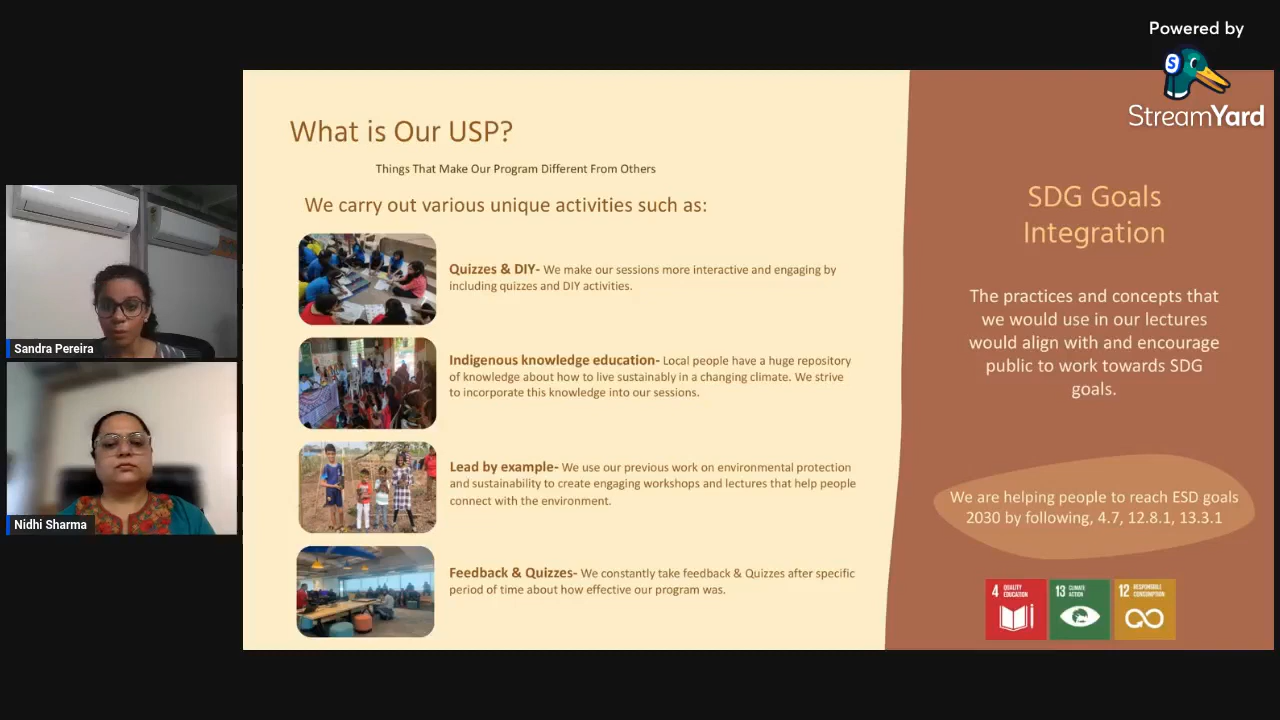 Powered by
StreamYard
What is Our USP?
Things That Make Our Program Different From Others
We carry out various unique activities such as:
Quizzes & DIY- We make our sessions more interactive and engaging by
including quizzes and DIY activities.
Indigenous knowledge education- Local people have a huge repository
of knowledge about how to live sustainably in a changing climate. We strive
to incorporate this knowledge into our sessions.
Lead by example- We use our previous work on environmental protection
and sustainability to create engaging workshops and lectures that help people
connect with the environment.
Feedback & Quizzes- We constantly take feedback & Quizzes after specific
period of time about how effective our program was.
SDG Goals
Integration
The practices and concepts that
we would use in our lectures
would align with and encourage
public to work towards SDG
goals.
We are helping people to reach ESD goals
2030 by following, 4.7, 12.8.1, 13.3.1
4 QUALITY
EDUCATION
13 CLIMATE
ACTION
12 RESPONSIBLE
CONSUMPTION
Sandra Pereira
Nidhi Sharma